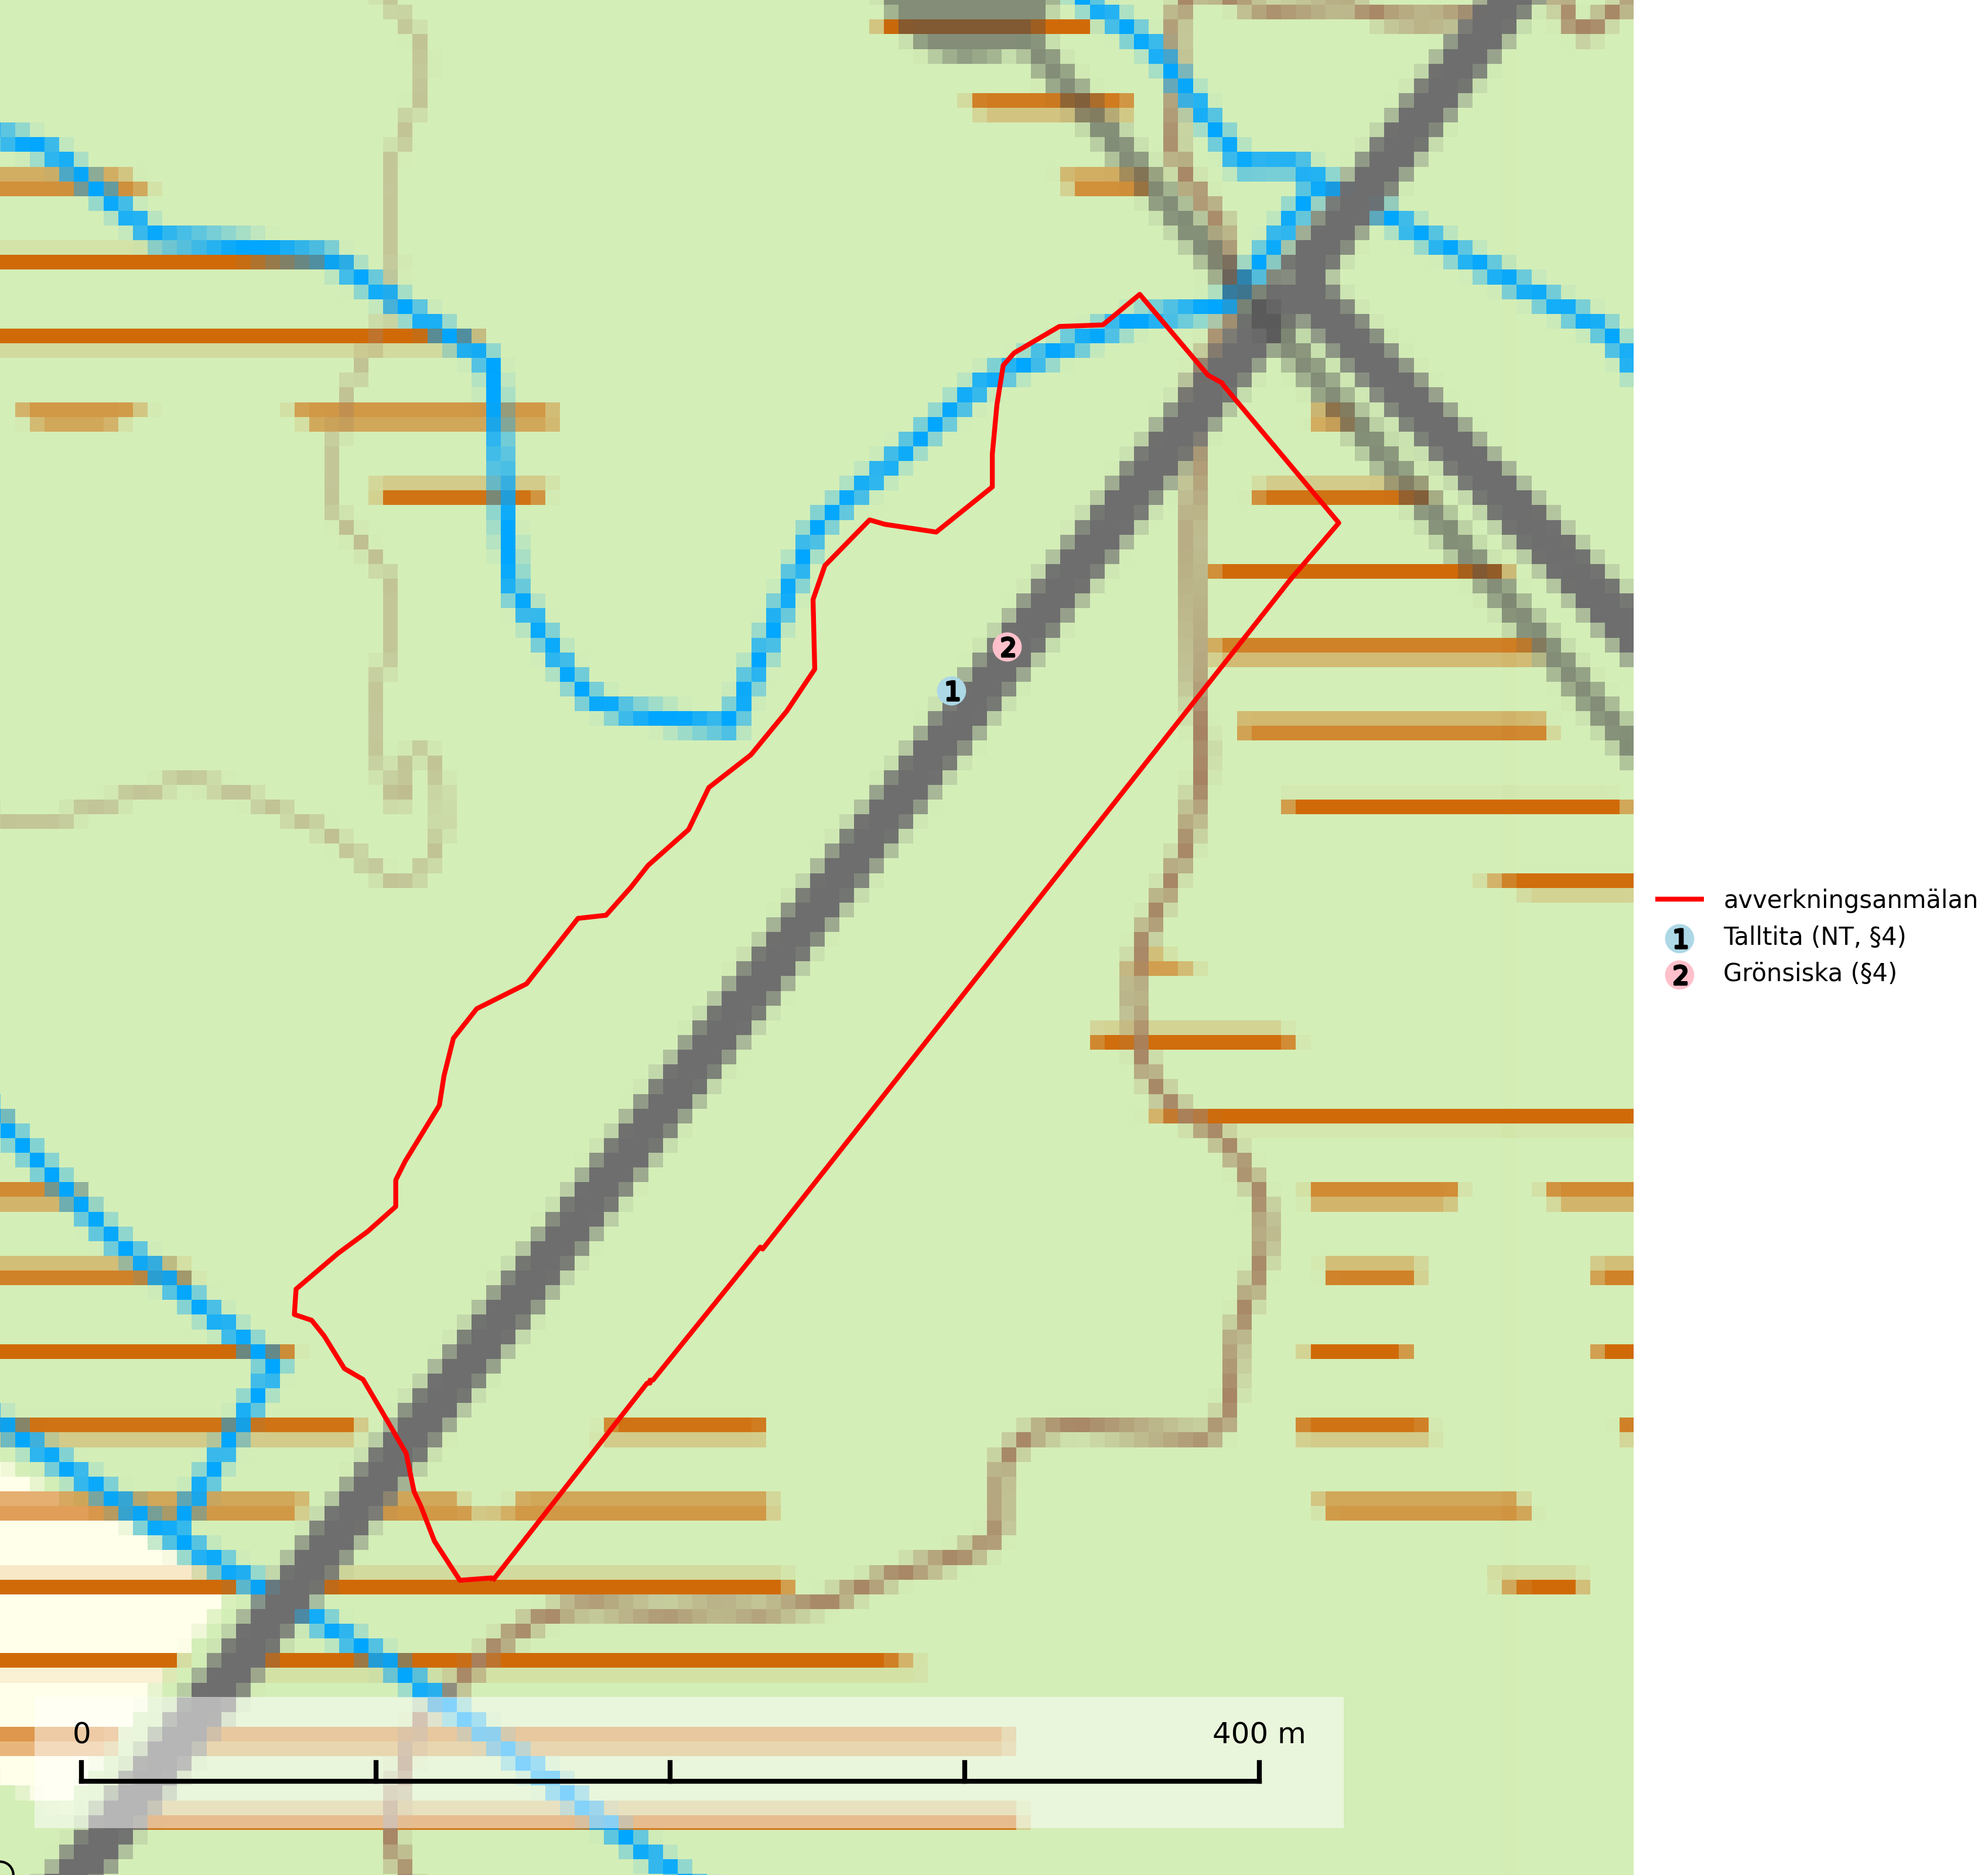 2
1
avverkningsanmälan
1 Talltita (NT, §4)
2 Grönsiska (§4)
0 400 m